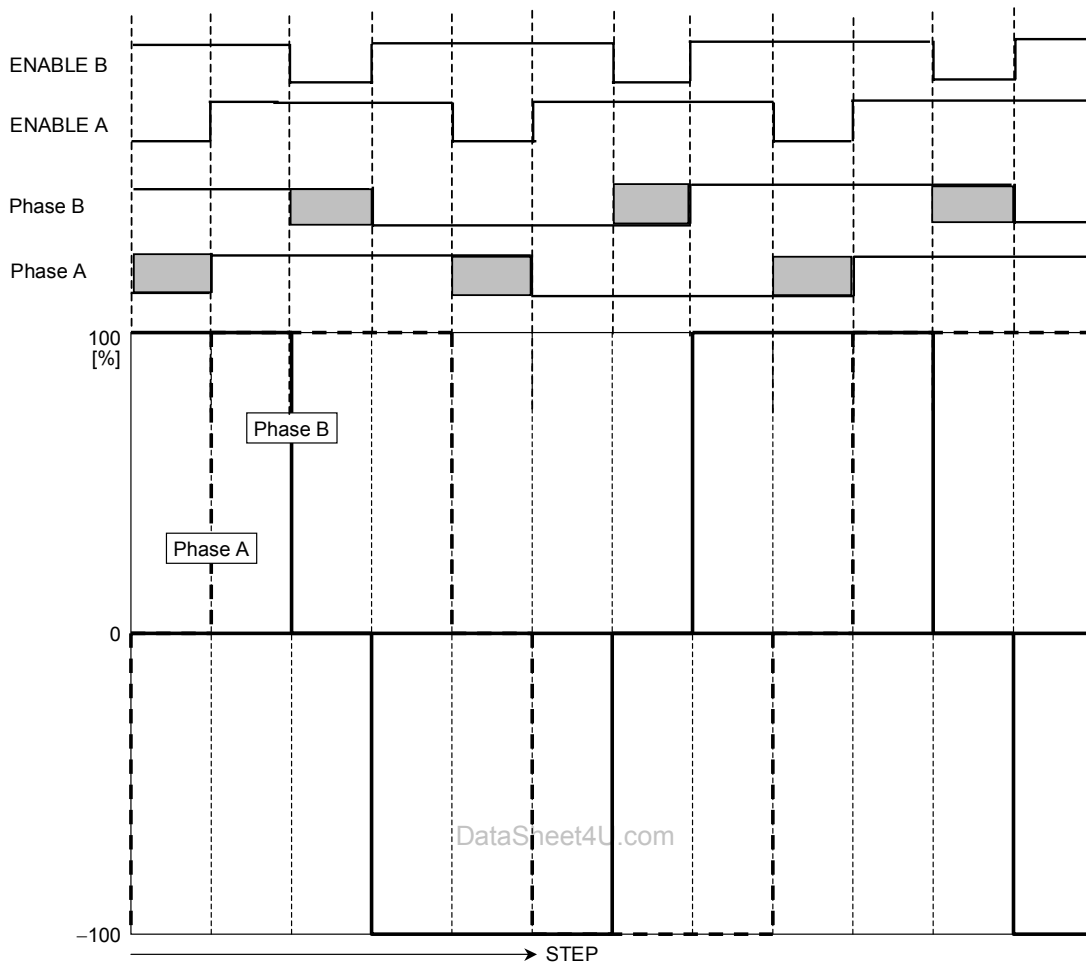 ENABLE B
ENABLE A
Phase B
Phase A
100
[%]
Phase B
Phase A
0
DataSheet4U.com
−100
STEP